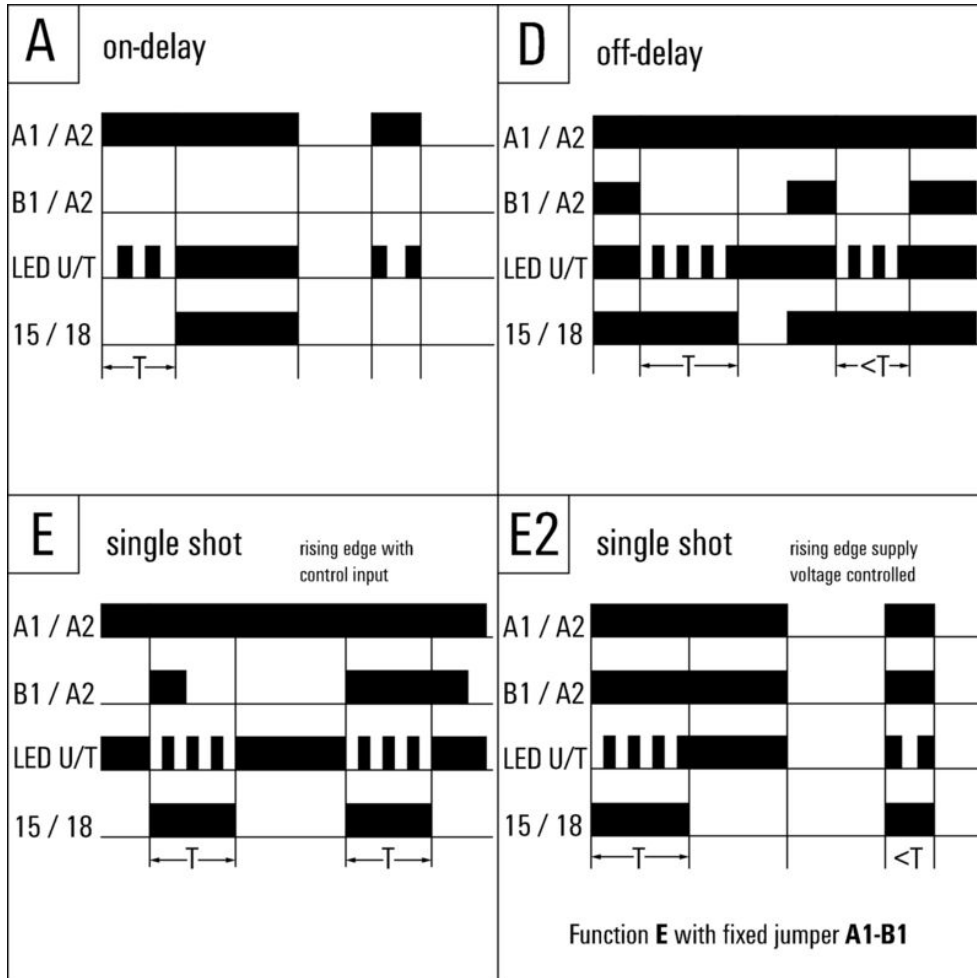 A on-delay
A1 / A2
B1 / A2
LED U/T
15 / 18
T
D off-delay
A1 / A2
B1 / A2
LED U/T
15 / 18
T <T
E single shot rising edge with
control input
A1 / A2
B1 / A2
LED U/T
15 / 18
T T
E2 single shot rising edge supply
voltage controlled
A1 / A2
B1 / A2
LED U/T
15 / 18
T <T
Function E with fixed jumper A1-B1